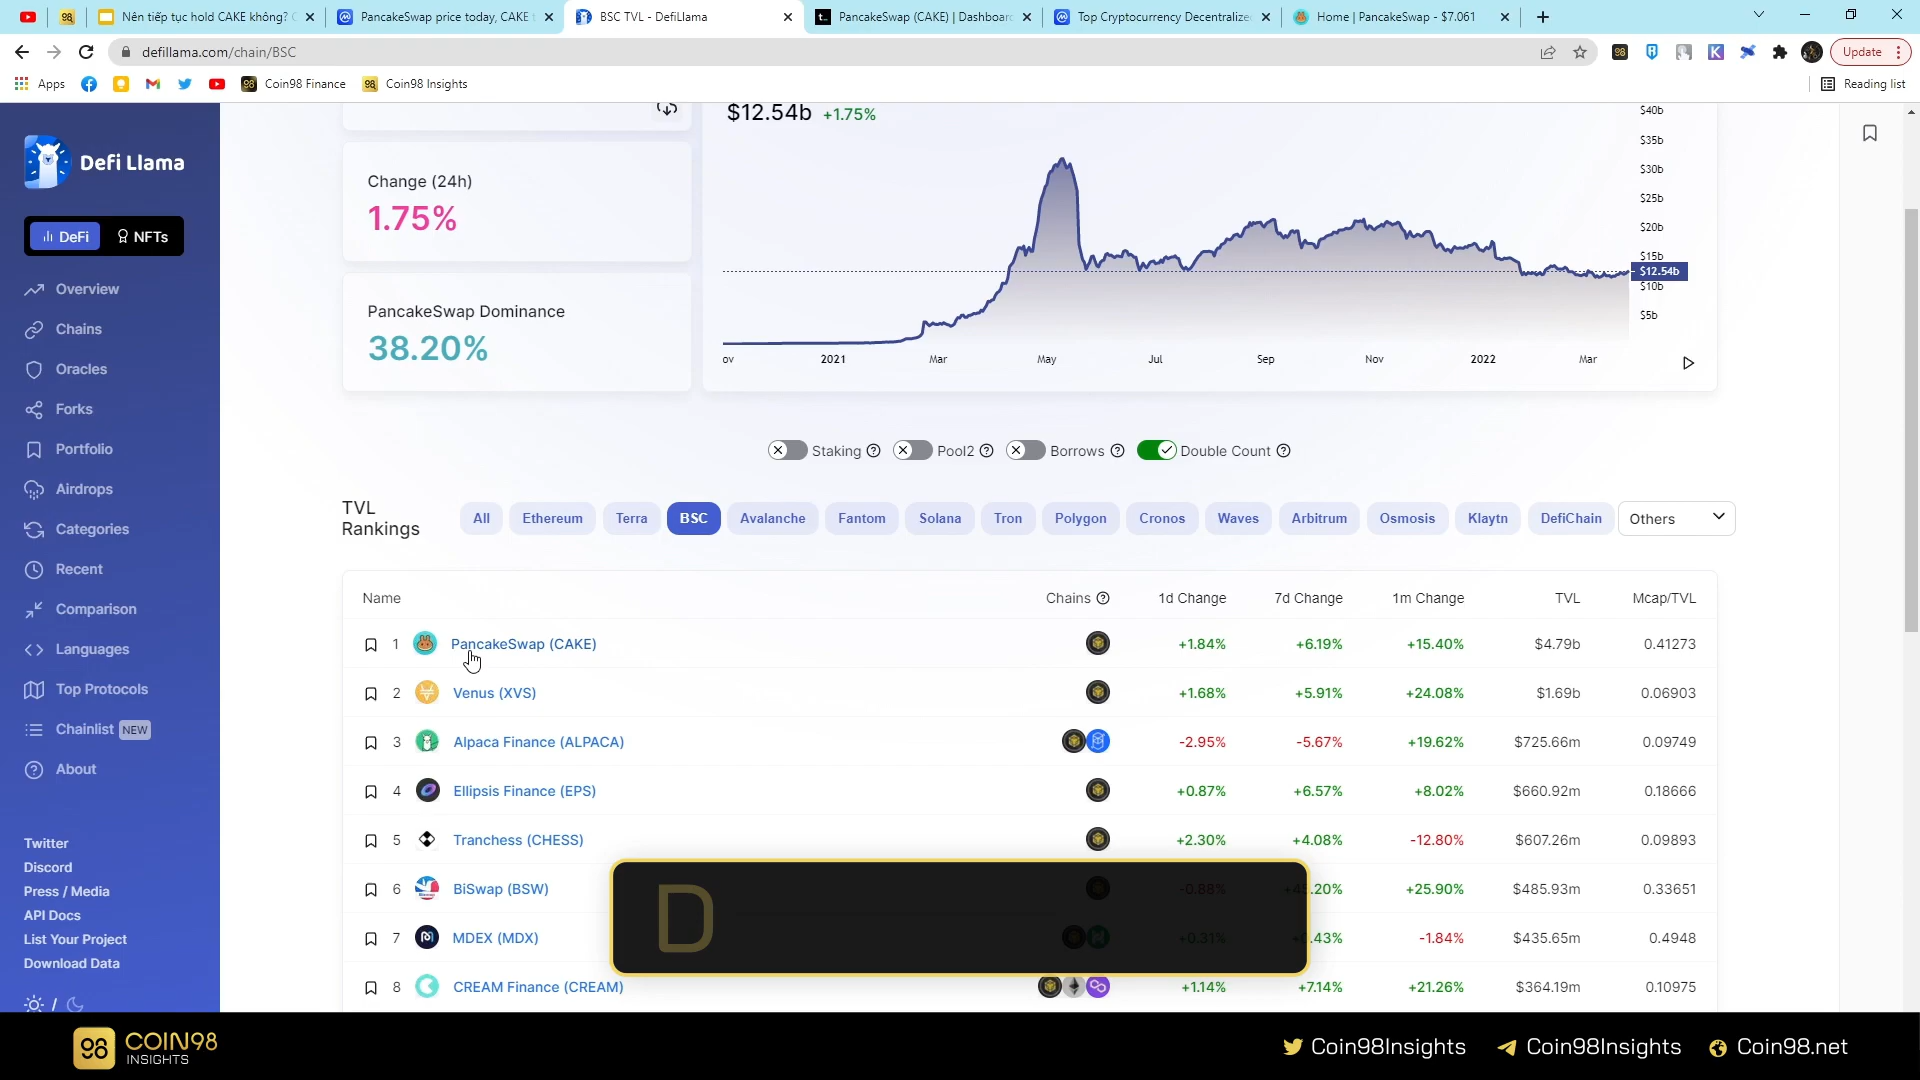 Nên tiếp tục hold CAKE không?
PancakeSwap price today, CAKE t
BSC TVL - DefiLlama
PancakeSwap (CAKE) | Dashboard
Top Cryptocurrency Decentralize
Home | PancakeSwap - $7.061
defillama.com/chain/BSC
Update
Apps
Coin98 Finance
Coin98 Insights
Reading list
Defi Llama
DeFi
NFTs
Overview
Chains
Oracles
Forks
Portfolio
Airdrops
Categories
Recent
Comparison
Languages
Top Protocols
Chainlist NEW
About
Twitter
Discord
Press / Media
API Docs
List Your Project
Download Data
/
Change (24h)
1.75%
PancakeSwap Dominance
38.20%
$12.54b +1.75%
$40b
$35b
$30b
$25b
$20b
$15b
$12.54b
$10b
$5b
ov 2021 Mar May Jul Sep Nov 2022 Mar
Staking Pool2 Borrows Double Count
TVL Rankings
All Ethereum Terra BSC Avalanche Fantom Solana Tron Polygon Cronos Waves Arbitrum Osmosis Klaytn DefiChain Others
Name Chains 1d Change 7d Change 1m Change TVL Mcap/TVL
1 PancakeSwap (CAKE) +1.84% +6.19% +15.40% $4.79b 0.41273
2 Venus (XVS) +1.68% +5.91% +24.08% $1.69b 0.06903
3 Alpaca Finance (ALPACA) -2.95% -5.67% +19.62% $725.66m 0.09749
4 Ellipsis Finance (EPS) +0.87% +6.57% +8.02% $660.92m 0.18666
5 Tranchess (CHESS) +2.30% +4.08% -12.80% $607.26m 0.09893
6 BiSwap (BSW) -0.88% +25.90% $485.93m 0.33651
7 MDEX (MDX) +0.31% -1.84% $435.65m 0.4948
8 CREAM Finance (CREAM) +1.14% +7.14% +21.26% $364.19m 0.10975
D
98 COIN98
INSIGHTS
Coin98Insights Coin98Insights Coin98.net